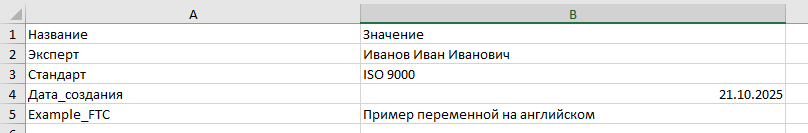 A B
1 Название Значение
2 Эксперт Иванов Иван Иванович
3 Стандарт ISO 9000
4 Дата_создания 21.10.2025
5 Example_FTC Пример переменной на английском